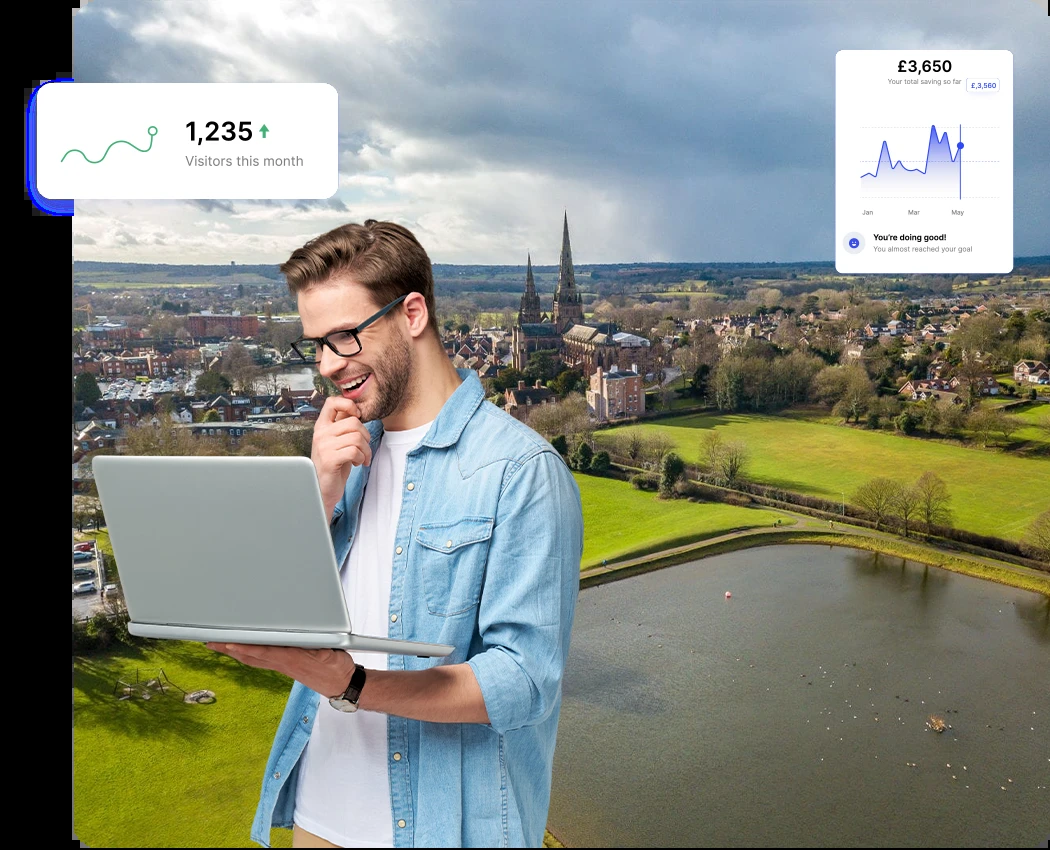 1,235
Visitors this month
£3,650
Your total saving so far
£,3,560
Jan Mar May
You're doing good!
You almost reached your goal